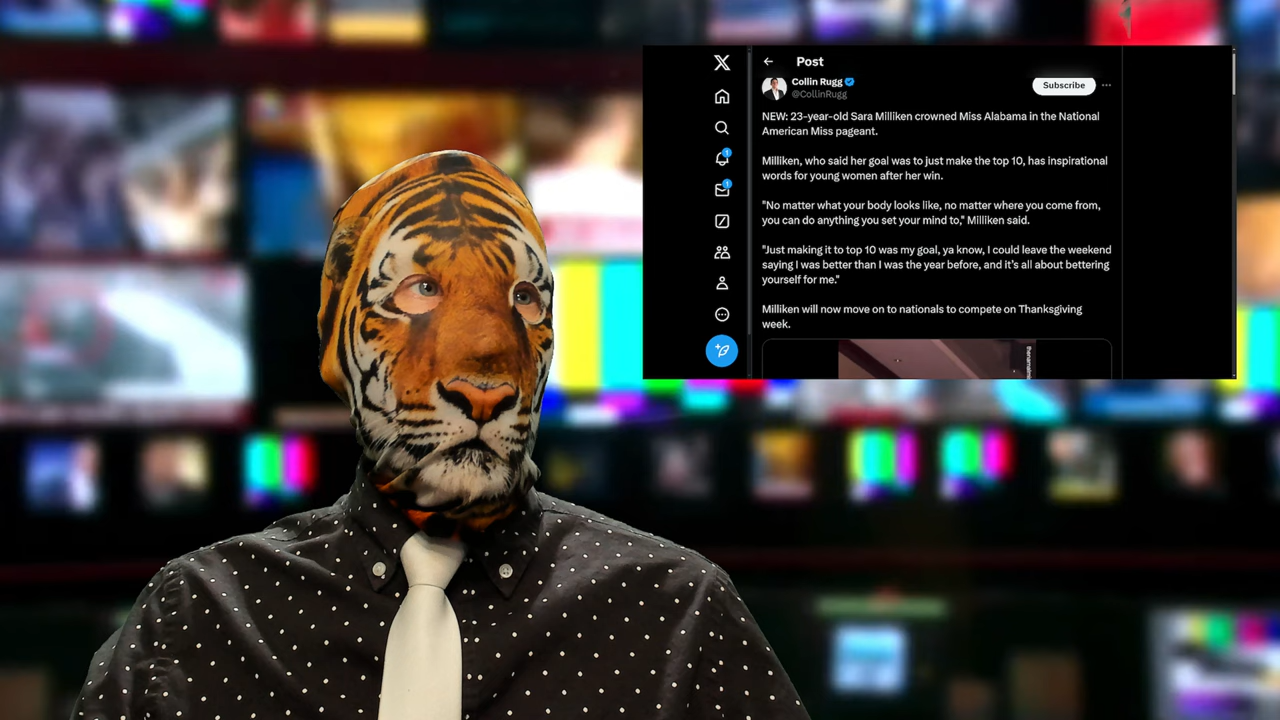 Post
Collin Rugg
@CollinRugg
Subscribe
NEW: 23-year-old Sara Milliken crowned Miss Alabama in the National
American Miss pageant.
Milliken, who said her goal was to just make the top 10, has inspirational
words for young women after her win.
"No matter what your body looks like, no matter where you come from,
you can do anything you set your mind to," Milliken said.
"Just making it to top 10 was my goal, ya know, I could leave the weekend
saying I was better than I was the year before, and it's all about bettering
yourself for me."
Milliken will now move on to nationals to compete on Thanksgiving
week.